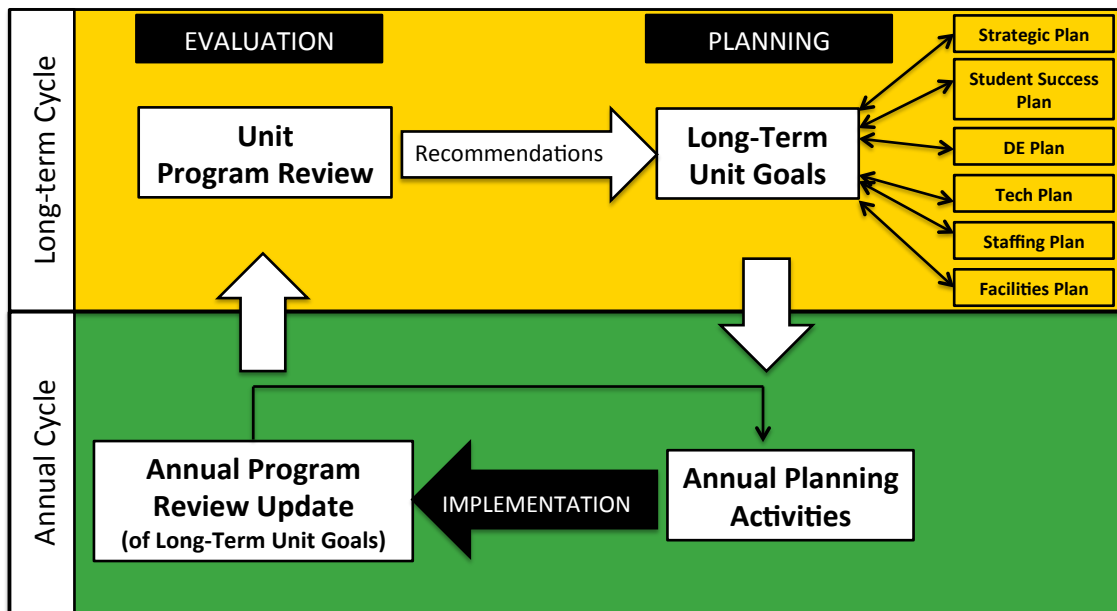 Long-term Cycle
EVALUATION
PLANNING
Unit
Program Review
Recommendations
Long-Term
Unit Goals
Strategic Plan
Student Success
Plan
DE Plan
Tech Plan
Staffing Plan
Facilities Plan
Annual Cycle
Annual Program
Review Update
(of Long-Term Unit Goals)
IMPLEMENTATION
Annual Planning
Activities